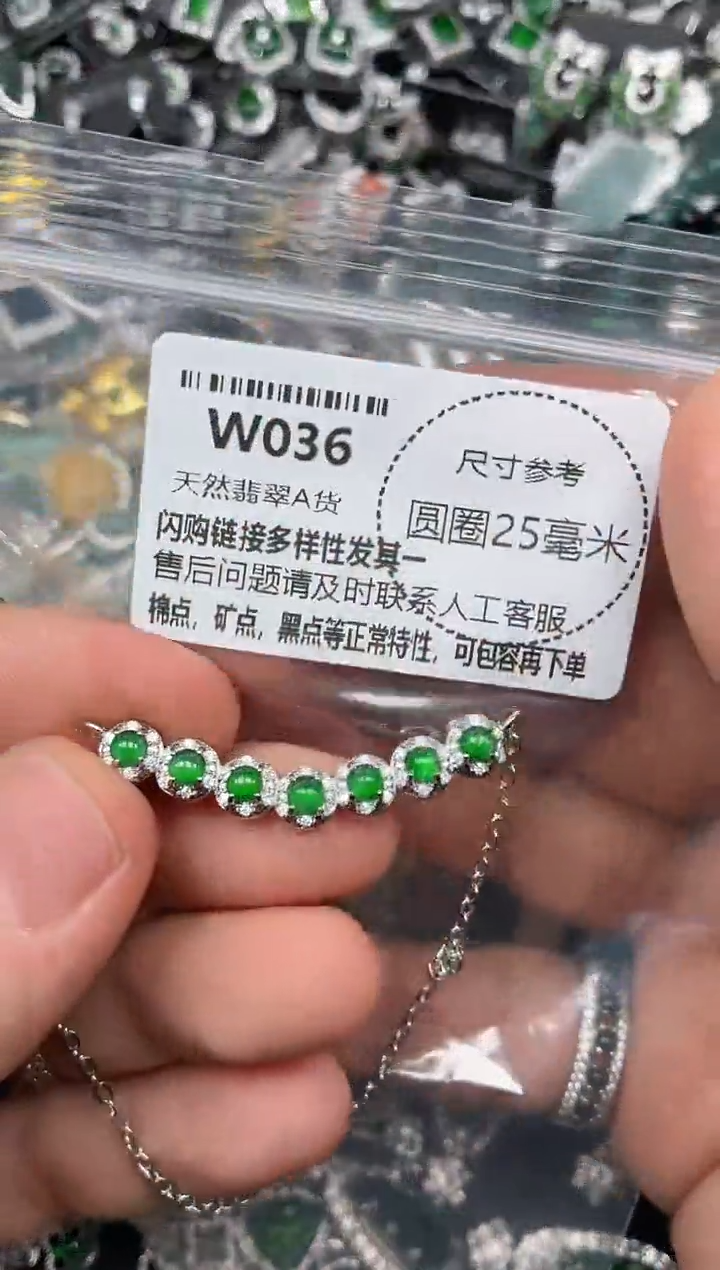 W036
天然翡翠A货
闪购链接多样性发其一
售后问题请及时联系人工客服
棉点，矿点，黑点等正常特性，可包容再下单
尺寸参考
圆圈25毫米